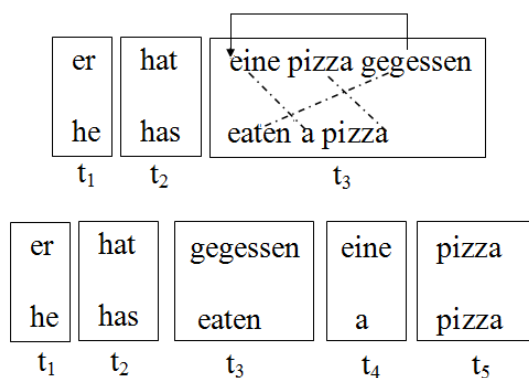 er hat eine pizza gegessen
he has eaten a pizza
t1 t2 t3
er hat gegessen eine pizza
he has eaten a pizza
t1 t2 t3 t4 t5